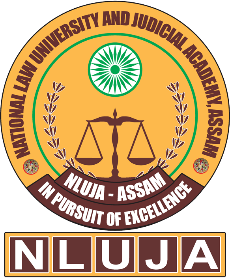 NATIONAL LAW UNIVERSITY AND JUDICIAL ACADEMY, ASSAM
NLUJA - ASSAM
IN PURSUIT OF EXCELLENCE
NLUJA